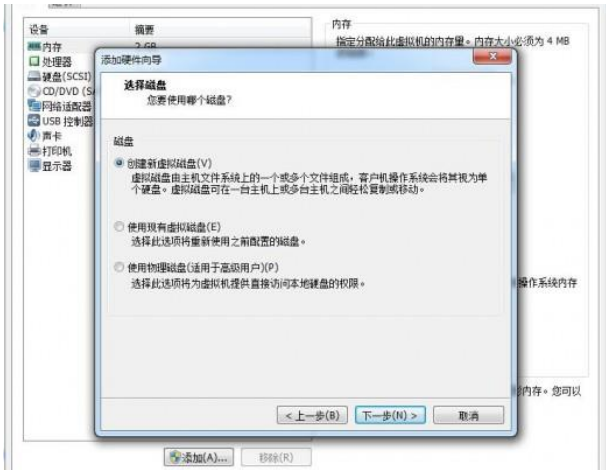 设备
摘要
内存
2 GB
处理器
硬盘(SCSI)
CD/DVD (SA
网络适配器
USB 控制器
声卡
打印机
显示器
内存
指定分配给此虚拟机的内存量。内存大小必须为 4 MB
添加硬件向导
选择磁盘
您要使用哪个磁盘?
磁盘
创建新虚拟磁盘(V)
虚拟磁盘由主机文件系统上的一个或多个文件组成，客户机操作系统会将其视为单
个硬盘。虚拟磁盘可在一台主机上或多台主机之间轻松复制或移动。
使用现有虚拟磁盘(E)
选择此选项将重新使用之前配置的磁盘。
使用物理磁盘(适用于高级用户)(P)
选择此选项将为虚拟机提供直接访问本地硬盘的权限。
操作系统内存
内存。您可以
< 上一步(B)
下一步(N) >
取消
添加(A)...
移除(R)